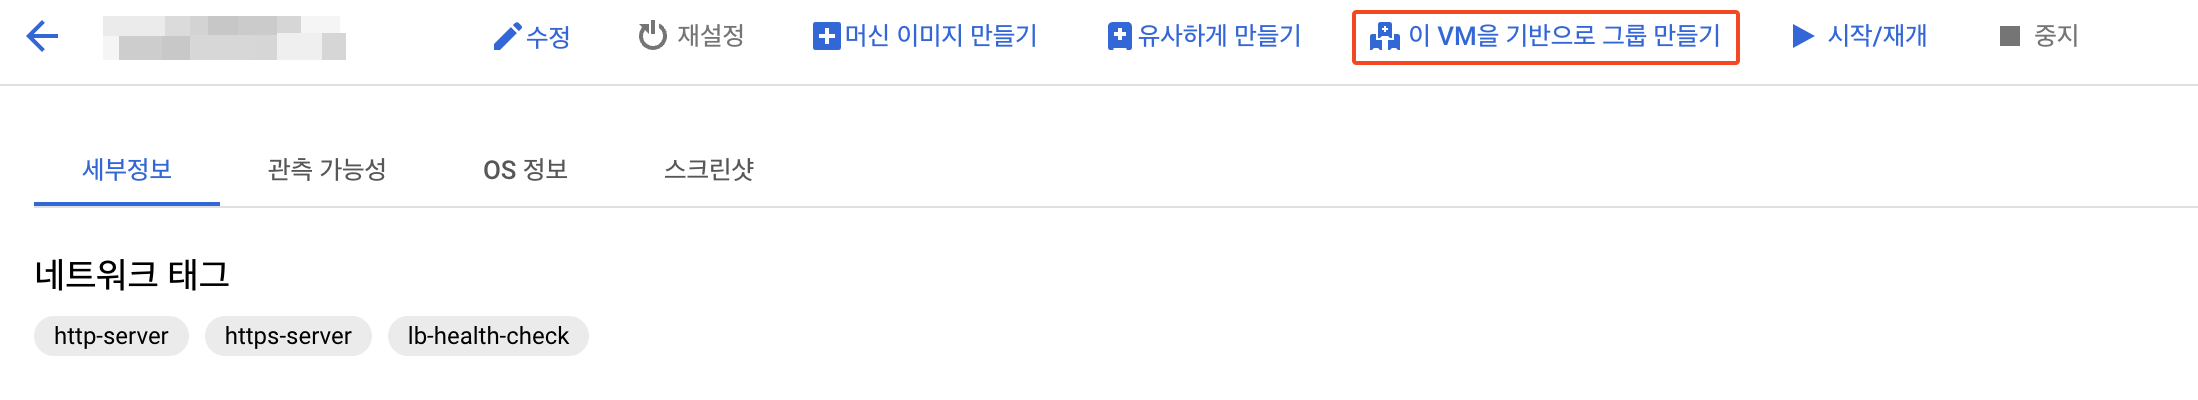 수정 재설정 머신 이미지 만들기 유사하게 만들기 이 VM을 기반으로 그룹 만들기 시작/재개 중지
세부정보 관측 가능성 OS 정보 스크린샷
네트워크 태그
http-server https-server lb-health-check